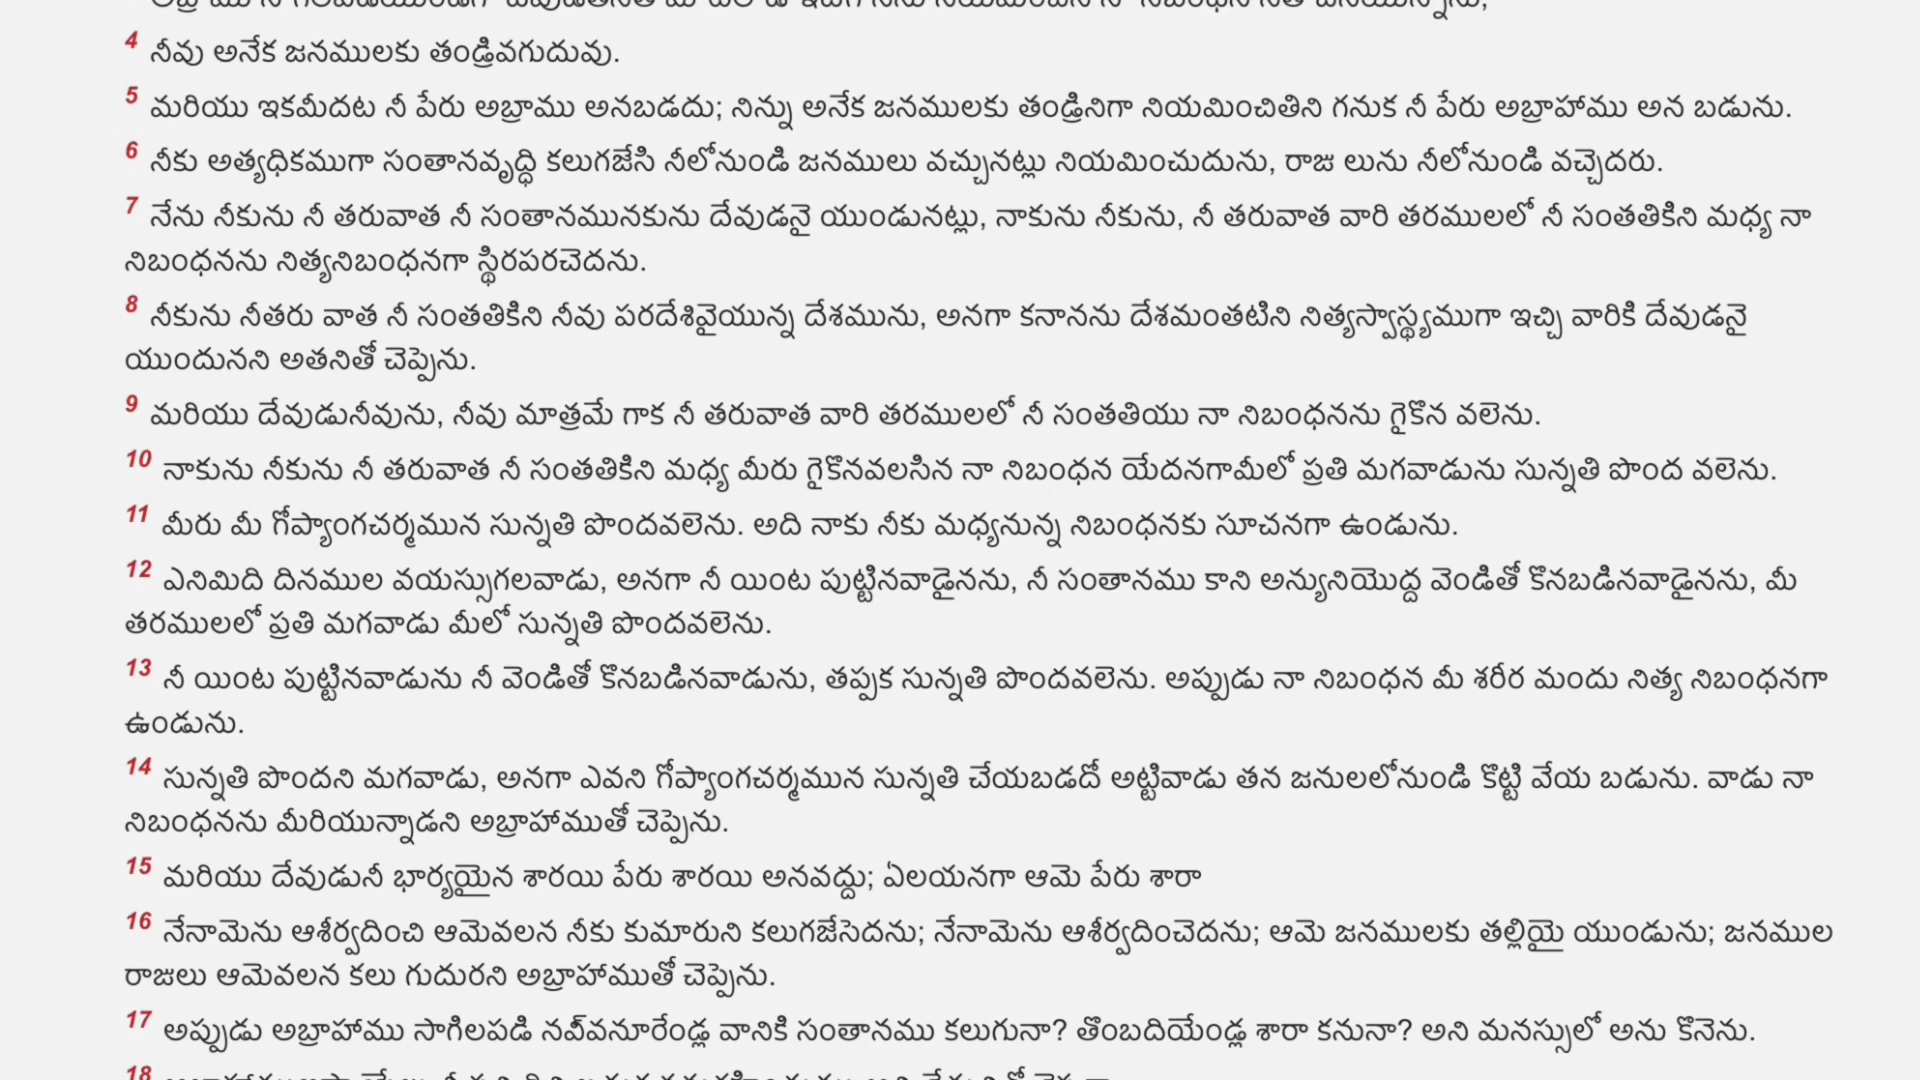 4 నీవు అనేక జనములకు తండ్రివగుదువు.
5 మరియు ఇకమీదట నీ పేరు అబ్రాము అనబడదు; నిన్ను అనేక జనములకు తండ్రినిగా నియమించితిని గనుక నీ పేరు అబ్రాహాము అన బడును.
6 నీకు అత్యధికముగా సంతానవృద్ధి కలుగజేసి నీలోనుండి జనములు వచ్చునట్లు నియమించుదును, రాజు లును నీలోనుండి వచ్చెదరు.
7 నేను నీకును నీ తరువాత నీ సంతానమునకును దేవుడనై యుండునట్లు, నాకును నీకును, నీ తరువాత వారి తరములలో నీ సంతతికిని మధ్య నా
నిబంధనను నిత్యనిబంధనగా స్థిరపరచెదను.
8 నీకును నీతరు వాత నీ సంతతికిని నీవు పరదేశివైయున్న దేశమును, అనగా కనానను దేశమంతటిని నిత్యస్వాస్థ్యముగా ఇచ్చి వారికి దేవుడనై
యుందునని అతనితో చెప్పెను.
9 మరియు దేవుడునీవును, నీవు మాత్రమే గాక నీ తరువాత వారి తరములలో నీ సంతతియు నా నిబంధనను గైకొన వలెను.
10 నాకును నీకును నీ తరువాత నీ సంతతికిని మధ్య మీరు గైకొనవలసిన నా నిబంధన యేదనగామీలో ప్రతి మగవాడును సున్నతి పొంద వలెను.
11 మీరు మీ గోప్యాంగచర్మమున సున్నతి పొందవలెను. అది నాకు నీకు మధ్యనున్న నిబంధనకు సూచనగా ఉండును.
12 ఎనిమిది దినముల వయస్సుగలవాడు, అనగా నీ యింట పుట్టినవాడైనను, నీ సంతానము కాని అన్యునియొద్ద వెండితో కొనబడినవాడైనను, మీ
తరములలో ప్రతి మగవాడు మీలో సున్నతి పొందవలెను.
13 నీ యింట పుట్టినవాడును నీ వెండితో కొనబడినవాడును, తప్పక సున్నతి పొందవలెను. అప్పుడు నా నిబంధన మీ శరీర మందు నిత్య నిబంధనగా
ఉండును.
14 సున్నతి పొందని మగవాడు, అనగా ఎవని గోప్యాంగచర్మమున సున్నతి చేయబడదో అట్టివాడు తన జనులలోనుండి కొట్టి వేయ బడును. వాడు నా
నిబంధనను మీరియున్నాడని అబ్రాహాముతో చెప్పెను.
15 మరియు దేవుడునీ భార్యయైన శారయి పేరు శారయి అనవద్దు; ఏలయనగా ఆమె పేరు శారా
16 నేనామెను ఆశీర్వదించి ఆమెవలన నీకు కుమారుని కలుగజేసెదను; నేనామెను ఆశీర్వదించెదను; ఆమె జనములకు తల్లియై యుండును; జనముల
రాజులు ఆమెవలన కలు గుదురని అబ్రాహాముతో చెప్పెను.
17 అప్పుడు అబ్రాహాము సాగిలపడి నవి్వనూరేండ్ల వానికి సంతానము కలుగునా? తొంబదియేండ్ల శారా కనునా? అని మనస్సులో అను కొనెను.
18